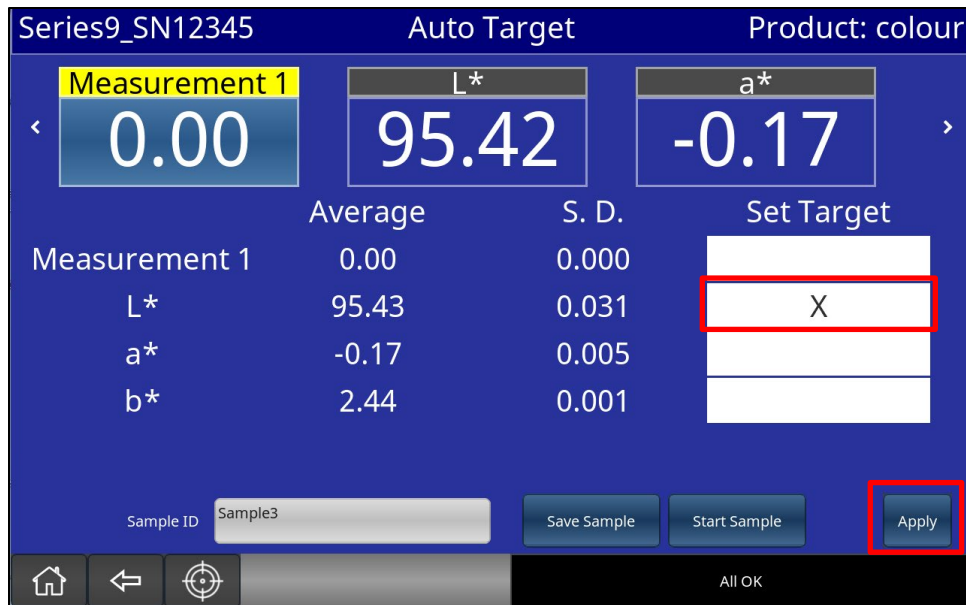 Series9_SN12345 Auto Target Product: colour
Measurement 1 L* a*
0.00 95.42 -0.17
Average S. D. Set Target
Measurement 1 0.00 0.000
L* 95.43 0.031 X
a* -0.17 0.005
b* 2.44 0.001
Sample ID Sample3 Save Sample Start Sample Apply
All OK